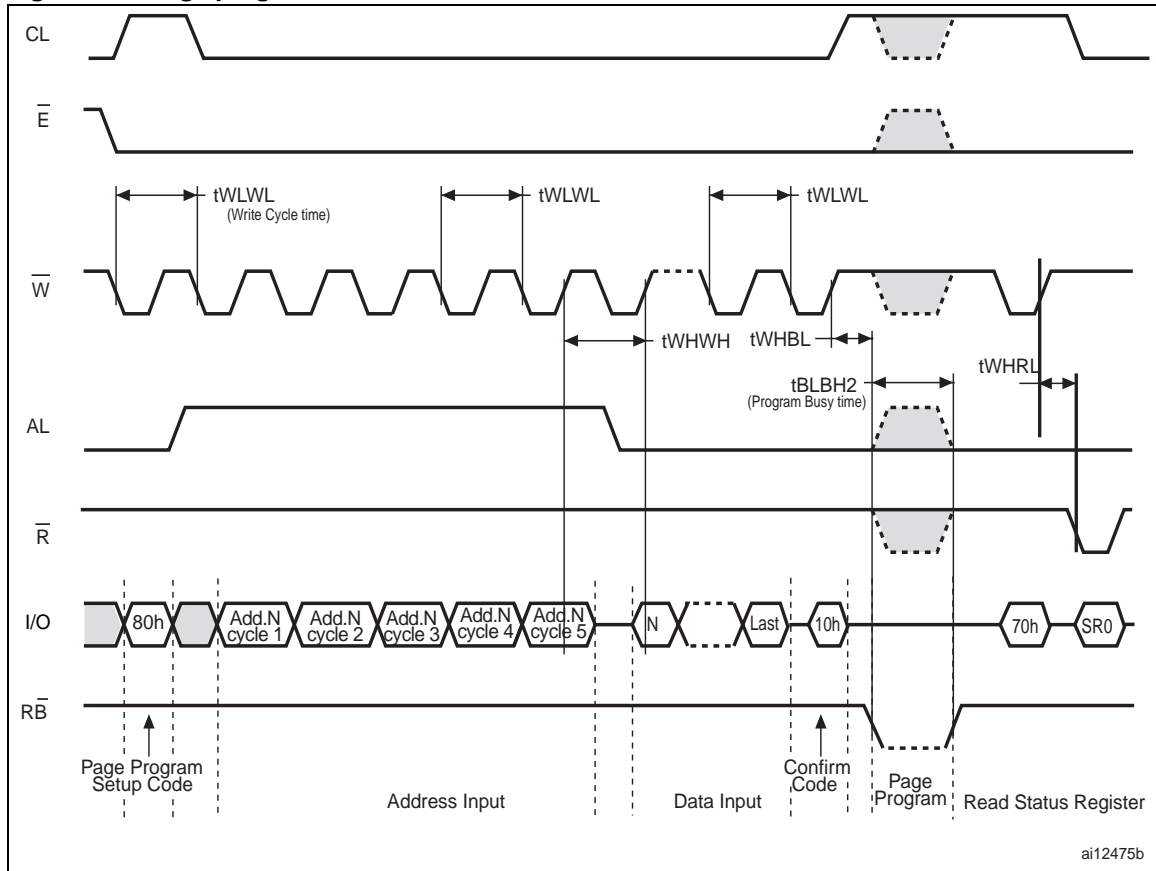 CL
E
tWLWL
(Write Cycle time)
tWLWL
tWLWL
W
tWHWH
tWHBL
tWHRL
tBLBH2
(Program Busy time)
AL
R
I/O
80h
Add.N
cycle 1
Add.N
cycle 2
Add.N
cycle 3
Add.N
cycle 4
Add.N
cycle 5
N
Last
10h
70h
SR0
RB
Page Program
Setup Code
Address Input
Data Input
Confirm
Code
Page
Program
Read Status Register
ai12475b